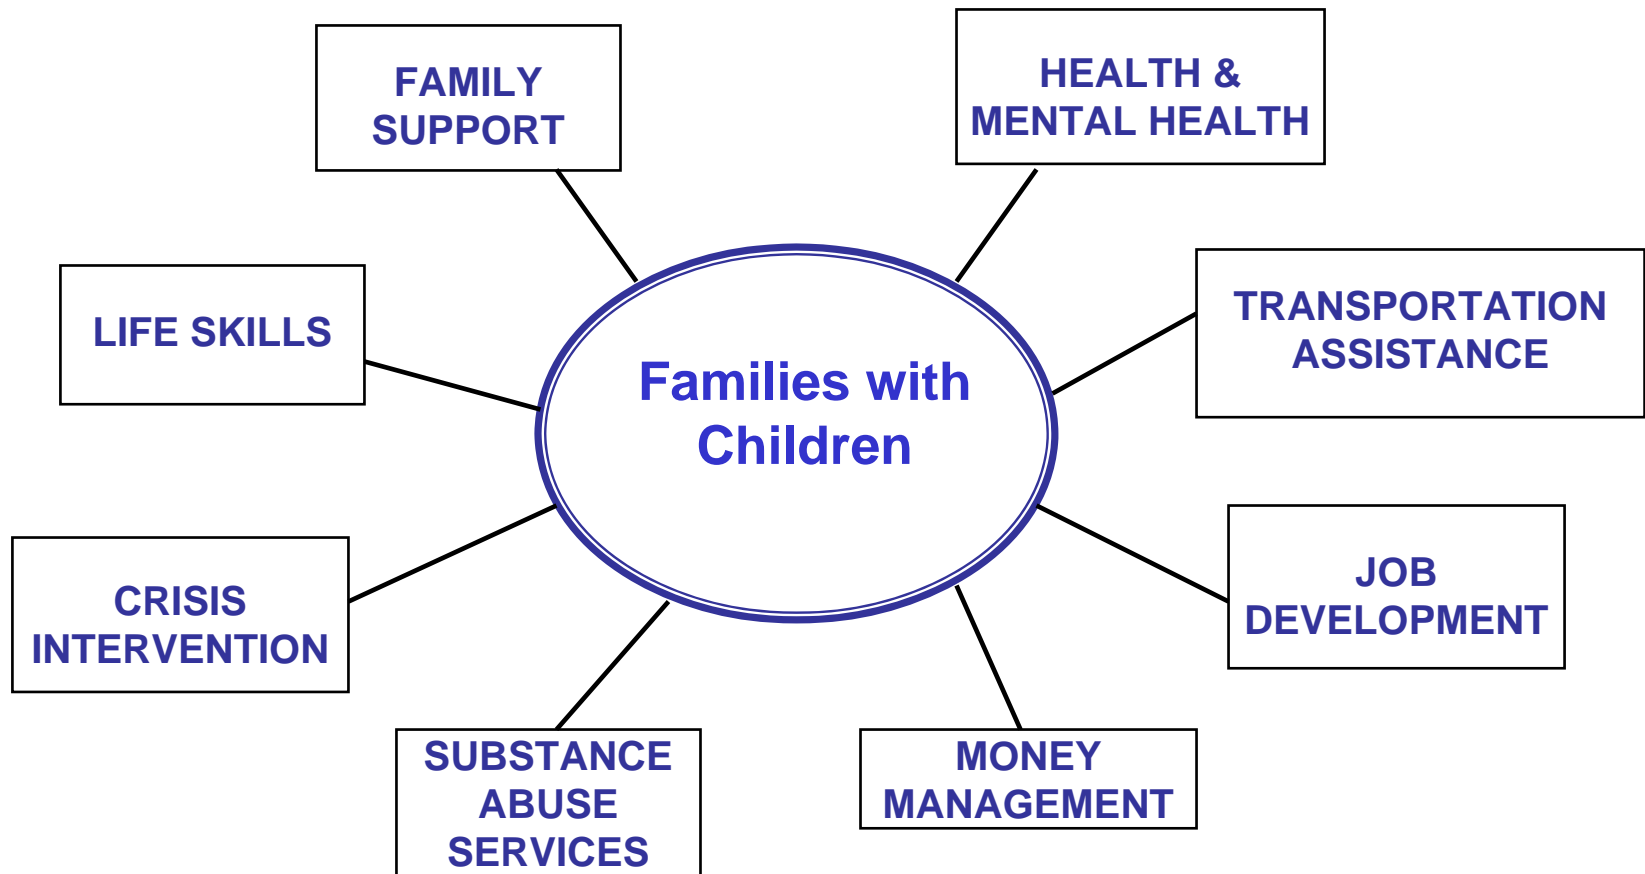 FAMILY
SUPPORT
HEALTH &
MENTAL HEALTH
LIFE SKILLS
TRANSPORTATION
ASSISTANCE
Families with
Children
CRISIS
INTERVENTION
JOB
DEVELOPMENT
SUBSTANCE
ABUSE
SERVICES
MONEY
MANAGEMENT